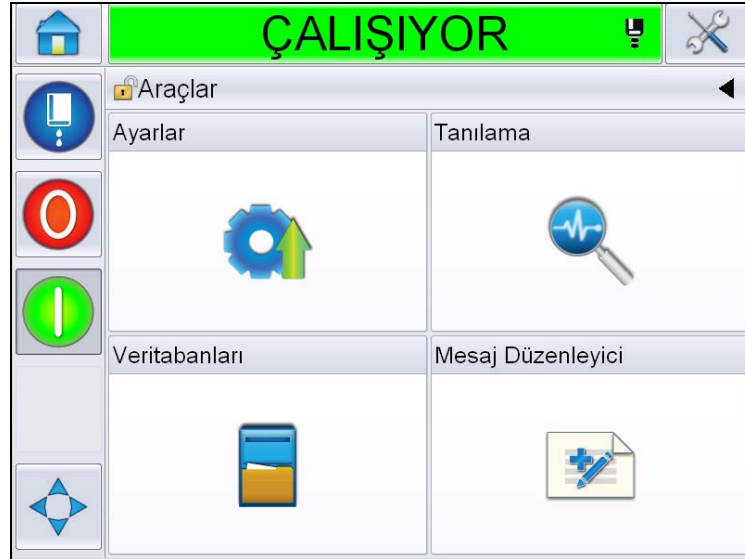 ÇALIŞIYOR
Araçlar
Ayarlar
Tanılama
Veritabanları
Mesaj Düzenleyici